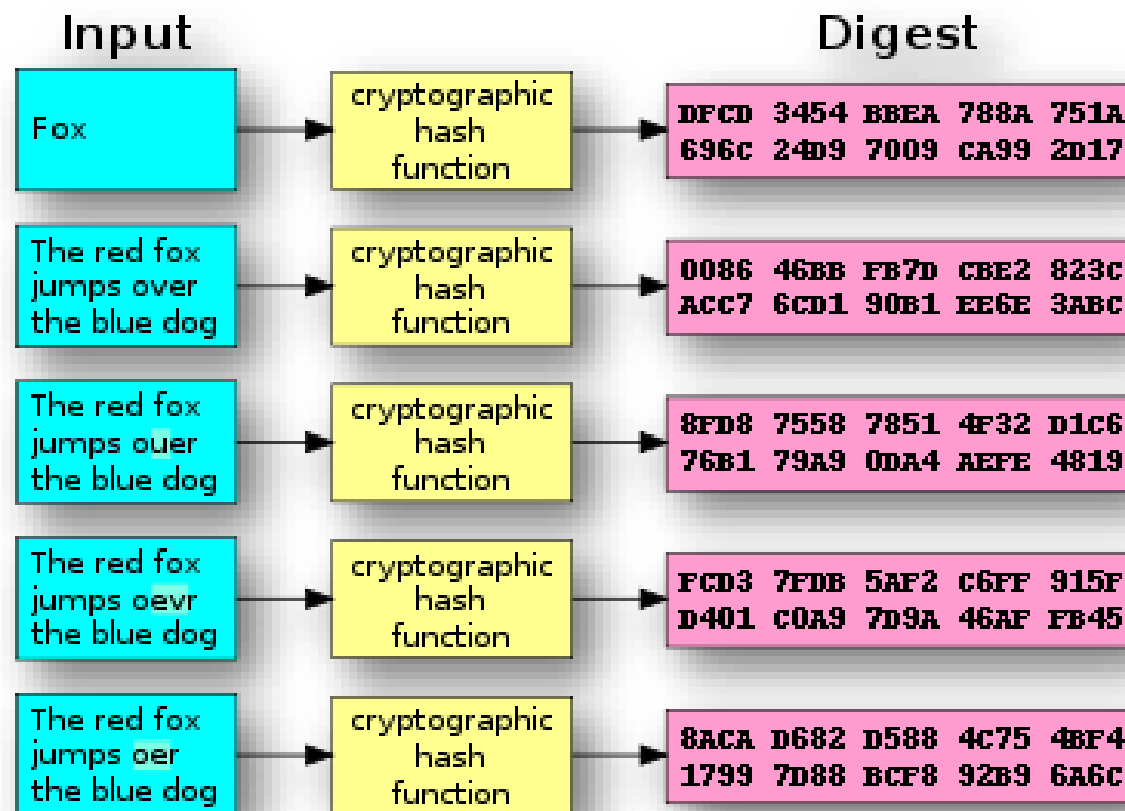 Input
Digest
Fox
cryptographic
hash
function
DFCD 3454 BBEA 788A 751A
696C 24D9 7009 CA99 2D17
The red fox
jumps over
the blue dog
cryptographic
hash
function
0086 46BB FB7D CBE2 823C
ACC7 6CD1 90B1 EE6E 3ABC
The red fox
jumps ouer
the blue dog
cryptographic
hash
function
8FD8 7558 7851 4F32 D1C6
76B1 79A9 0DA4 AEFE 4819
The red fox
jumps oevr
the blue dog
cryptographic
hash
function
FCD3 7FDB 5AF2 C6FF 915F
D401 C0A9 7D9A 46AF FB45
The red fox
jumps oer
the blue dog
cryptographic
hash
function
8ACA D682 D588 4C75 4BF4
1799 7D88 BCF8 92B9 6A6C